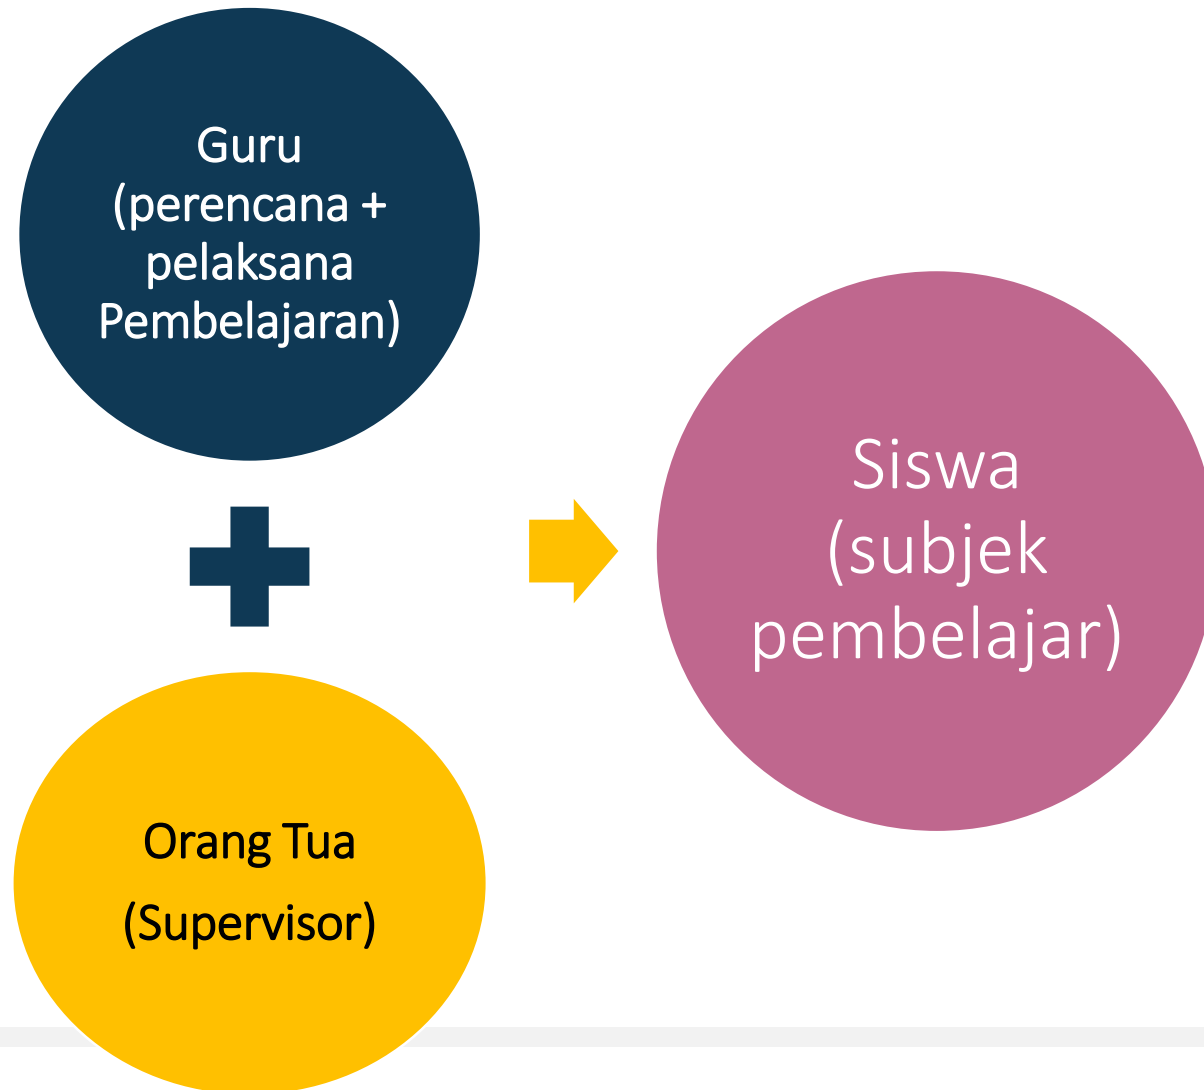 Guru
(perencana +
pelaksana
Pembelajaran)
Orang Tua
(Supervisor)
Siswa
(subjek
pembelajar)